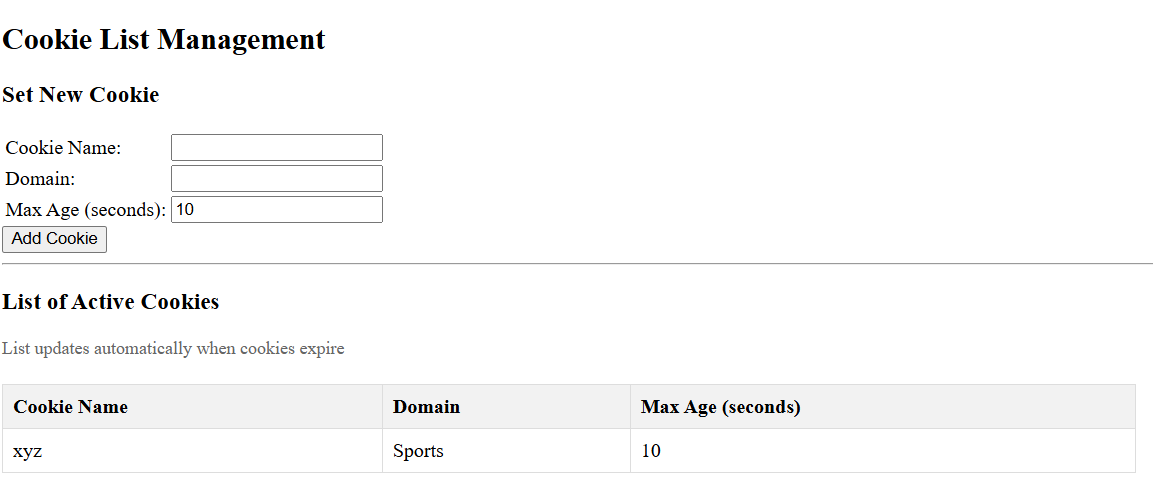 Cookie List Management
Set New Cookie
Cookie Name:
Domain:
Max Age (seconds): 10
Add Cookie
List of Active Cookies
List updates automatically when cookies expire
Cookie Name Domain Max Age (seconds)
xyz Sports 10